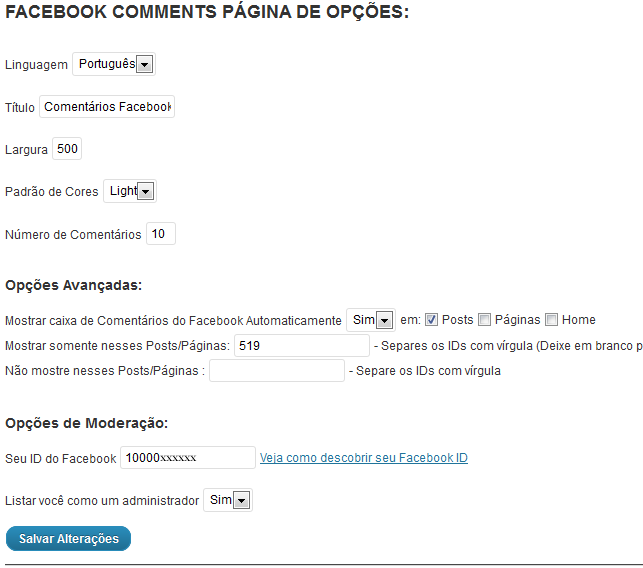 FACEBOOK COMMENTS PÁGINA DE OPÇÕES:
Linguagem Português
Título Comentários Facebook
Largura 500
Padrão de Cores Light
Número de Comentários 10
Opções Avançadas:
Mostrar caixa de Comentários do Facebook Automaticamente Sim em: Posts Páginas Home
Mostrar somente nesses Posts/Páginas: 519 - Separes os IDs com vírgula (Deixe em branco p
Não mostre nesses Posts/Páginas : - Separe os IDs com vírgula
Opções de Moderação:
Seu ID do Facebook 10000xxxxxx Veja como descobrir seu Facebook ID
Listar você como um administrador Sim
Salvar Alterações